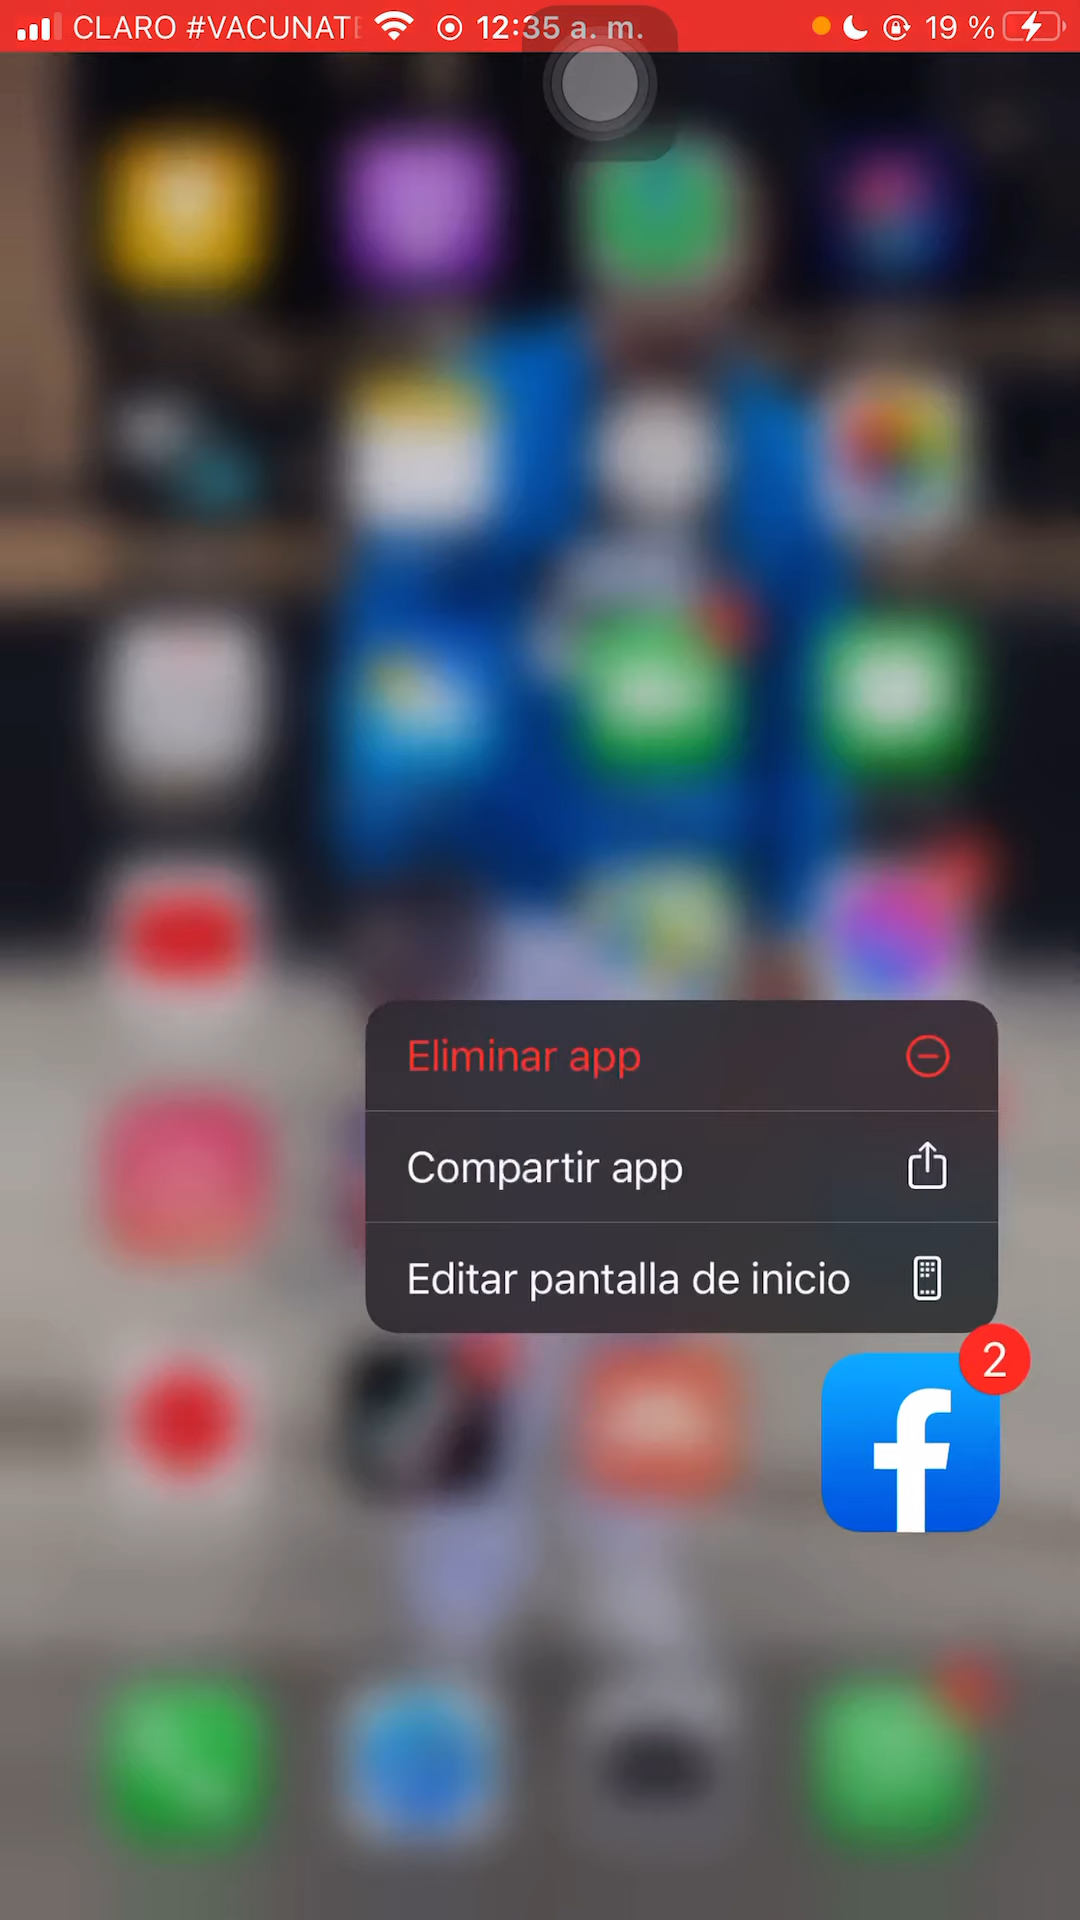 CLARO #VACUNATE 12:35 a. m. 19 %
Eliminar app
Compartir app
Editar pantalla de inicio
2
f